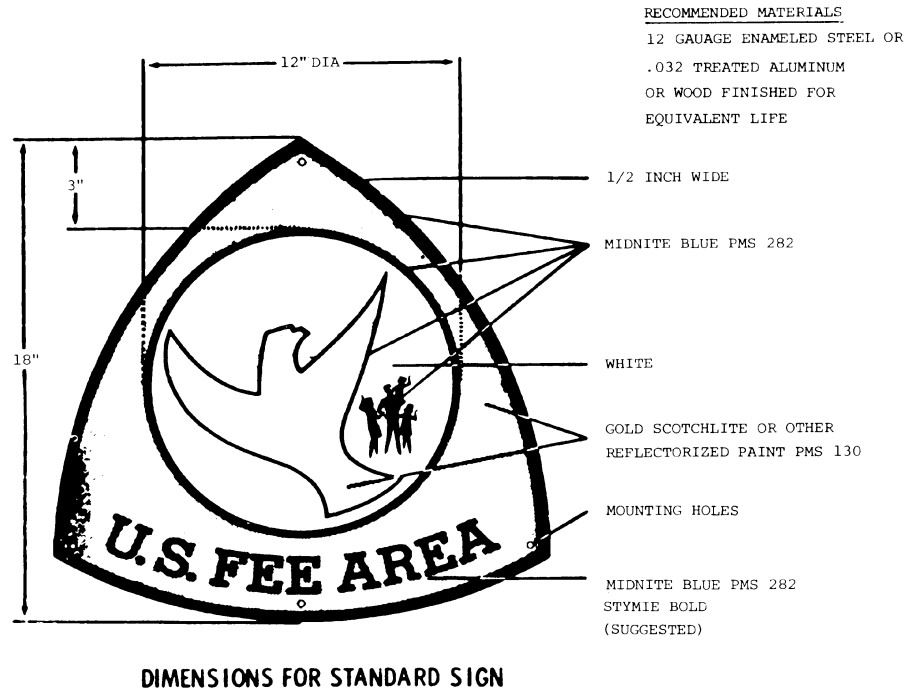 RECOMMENDED MATERIALS
12 GAUAGE ENAMELED STEEL OR
.032 TREATED ALUMINUM
OR WOOD FINISHED FOR
EQUIVALENT LIFE
12" DIA
3"
18"
1/2 INCH WIDE
MIDNITE BLUE PMS 282
WHITE
GOLD SCOTCHLITE OR OTHER
REFLECTORIZED PAINT PMS 130
MOUNTING HOLES
U.S. FEE AREA
MIDNITE BLUE PMS 282
STYMIE BOLD
(SUGGESTED)
DIMENSIONS FOR STANDARD SIGN